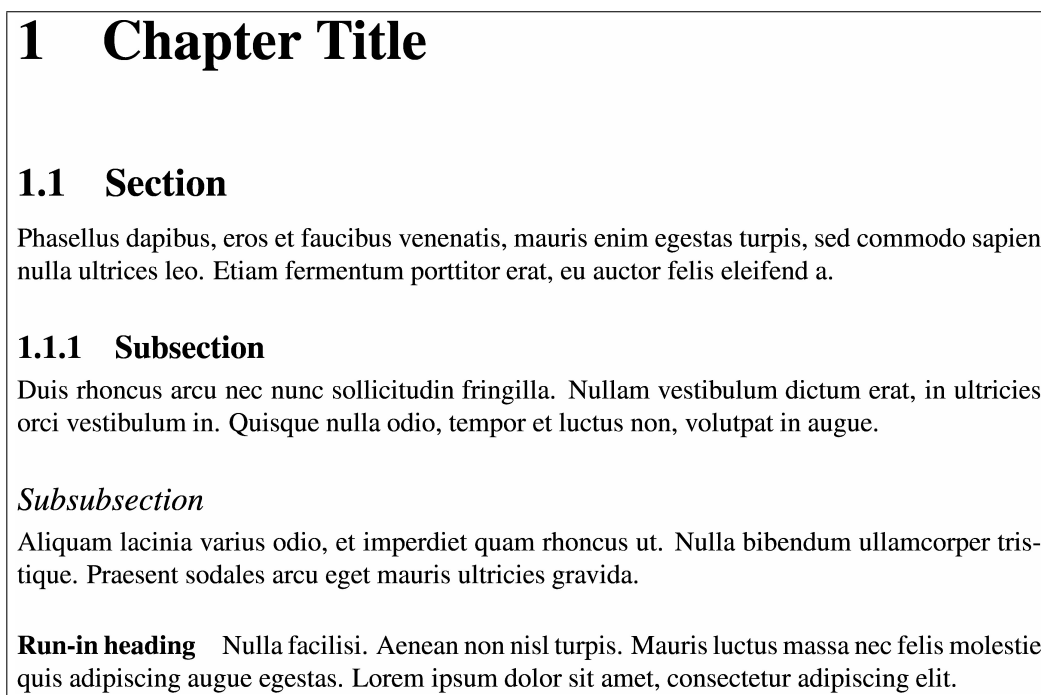 1 Chapter Title
1.1 Section
Phasellus dapibus, eros et faucibus venenatis, mauris enim egestas turpis, sed commodo sapien
nulla ultrices leo. Etiam fermentum porttitor erat, eu auctor felis eleifend a.
1.1.1 Subsection
Duis rhoncus arcu nec nunc sollicitudin fringilla. Nullam vestibulum dictum erat, in ultricies
orci vestibulum in. Quisque nulla odio, tempor et luctus non, volutpat in augue.
Subsubsection
Aliquam lacinia varius odio, et imperdiet quam rhoncus ut. Nulla bibendum ullamcorper tris-
tique. Praesent sodales arcu eget mauris ultricies gravida.
Run-in heading Nulla facilisi. Aenean non nisl turpis. Mauris luctus massa nec felis molestie
quis adipiscing augue egestas. Lorem ipsum dolor sit amet, consectetur adipiscing elit.